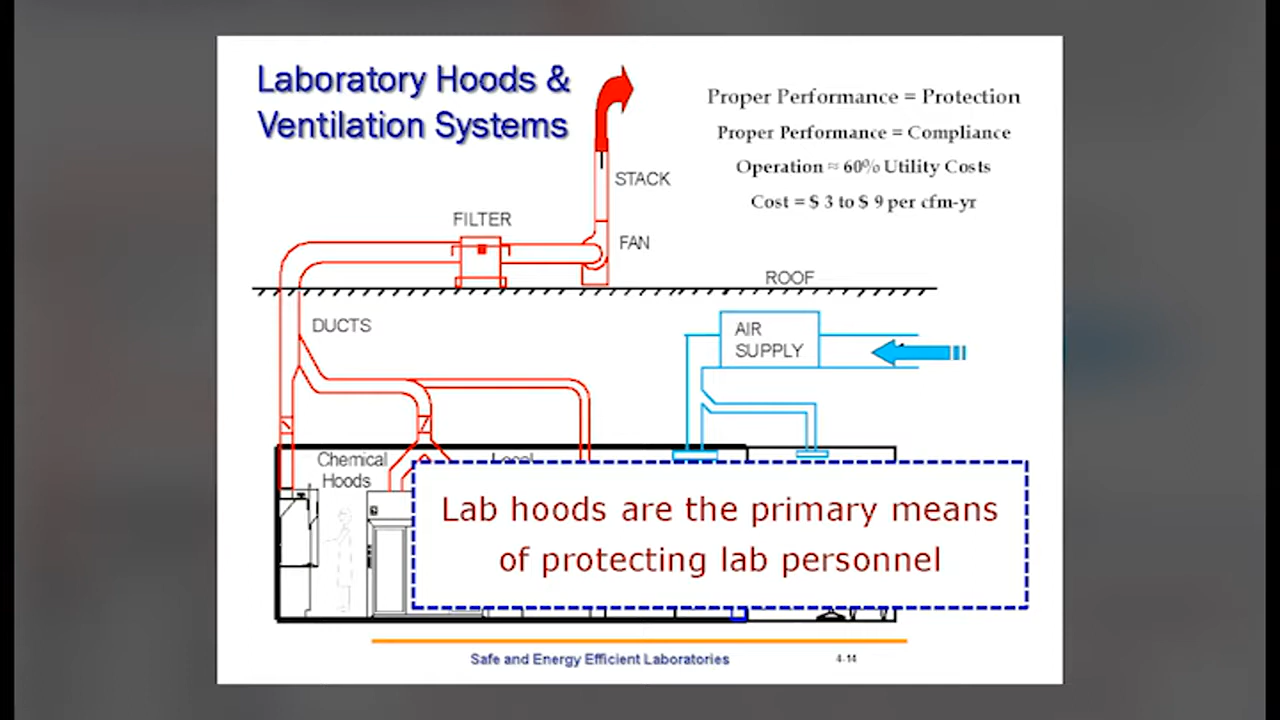 Laboratory Hoods &
Ventilation Systems
Proper Performance = Protection
Proper Performance = Compliance
Operation ≈ 60% Utility Costs
Cost = $ 3 to $ 9 per cfm-yr
STACK
FILTER
FAN
ROOF
DUCTS
AIR
SUPPLY
Chemical
Hoods
Lab hoods are the primary means
of protecting lab personnel
Safe and Energy Efficient Laboratories
4-14